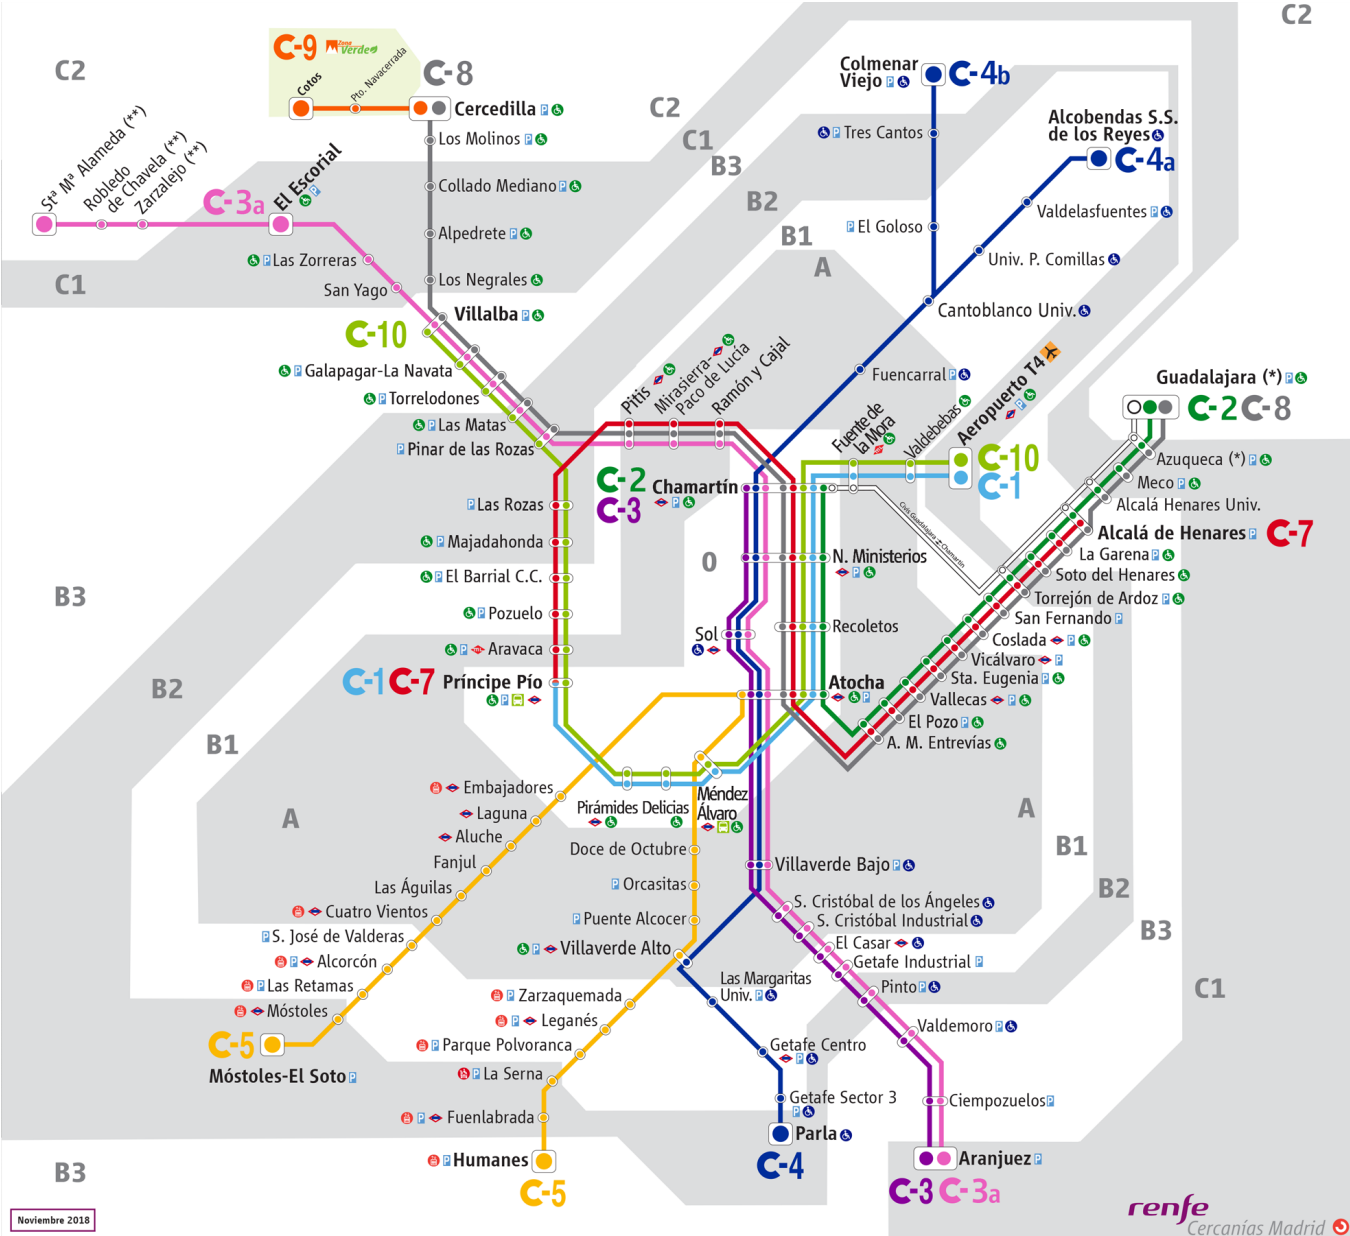 C2
C2
C-9
Zona
Verde
Cotos
Pto. Navacerrada
C-8
Cercedilla
Los Molinos
Collado Mediano
Alpedrete
Los Negrales
Villalba
C2
C1
B3
B2
B1
A
Colmenar
Viejo
C-4b
Tres Cantos
El Goloso
Alcobendas S.S.
de los Reyes
C-4a
Valdelasfuentes
Univ. P. Comillas
Cantoblanco Univ.
Fuencarral
Stª Mª Alameda (**)
Robledo
de Chavela (**)
Zarzalejo (**)
C-3a
El Escorial
Las Zorreras
San Yago
C1
C-10
Galapagar-La Navata
Torrelodones
Las Matas
Pinar de las Rozas
Pitis
Mirasierra-
Paco de Lucía
Ramón y Cajal
Fuente de
la Mora
Valdebebas
Aeropuerto T4
C-10
C-1
Guadalajara (*)
C-2 C-8
Azuqueca (*)
Meco
Alcalá Henares Univ.
Alcalá de Henares
C-7
La Garena
Soto del Henares
Torrejón de Ardoz
San Fernando
Coslada
Vicálvaro
Sta. Eugenia
Vallecas
El Pozo
A. M. Entrevías
Civis Guadalajara
Chamartín
C-2
C-3
Chamartín
0
N. Ministerios
Recoletos
Sol
Atocha
Las Rozas
Majadahonda
El Barrial C.C.
Pozuelo
Aravaca
C-1 C-7
Príncipe Pío
B3
B2
B1
A
Pirámides
Delicias
Méndez
Álvaro
Embajadores
Laguna
Aluche
Fanjul
Las Águilas
Cuatro Vientos
S. José de Valderas
Alcorcón
Las Retamas
Móstoles
C-5
Móstoles-El Soto
Doce de Octubre
Orcasitas
Puente Alcocer
Villaverde Alto
Zarzaquemada
Leganés
Parque Polvoranca
La Serna
Fuenlabrada
Humanes
C-5
Villaverde Bajo
S. Cristóbal de los Ángeles
S. Cristóbal Industrial
El Casar
Getafe Industrial
Pinto
Valdemoro
Ciempozuelos
Aranjuez
C-3 C-3a
Las Margaritas
Univ.
Getafe Centro
Getafe Sector 3
Parla
C-4
A
B1
B2
B3
C1
B3
Noviembre 2018
renfe
Cercanías Madrid